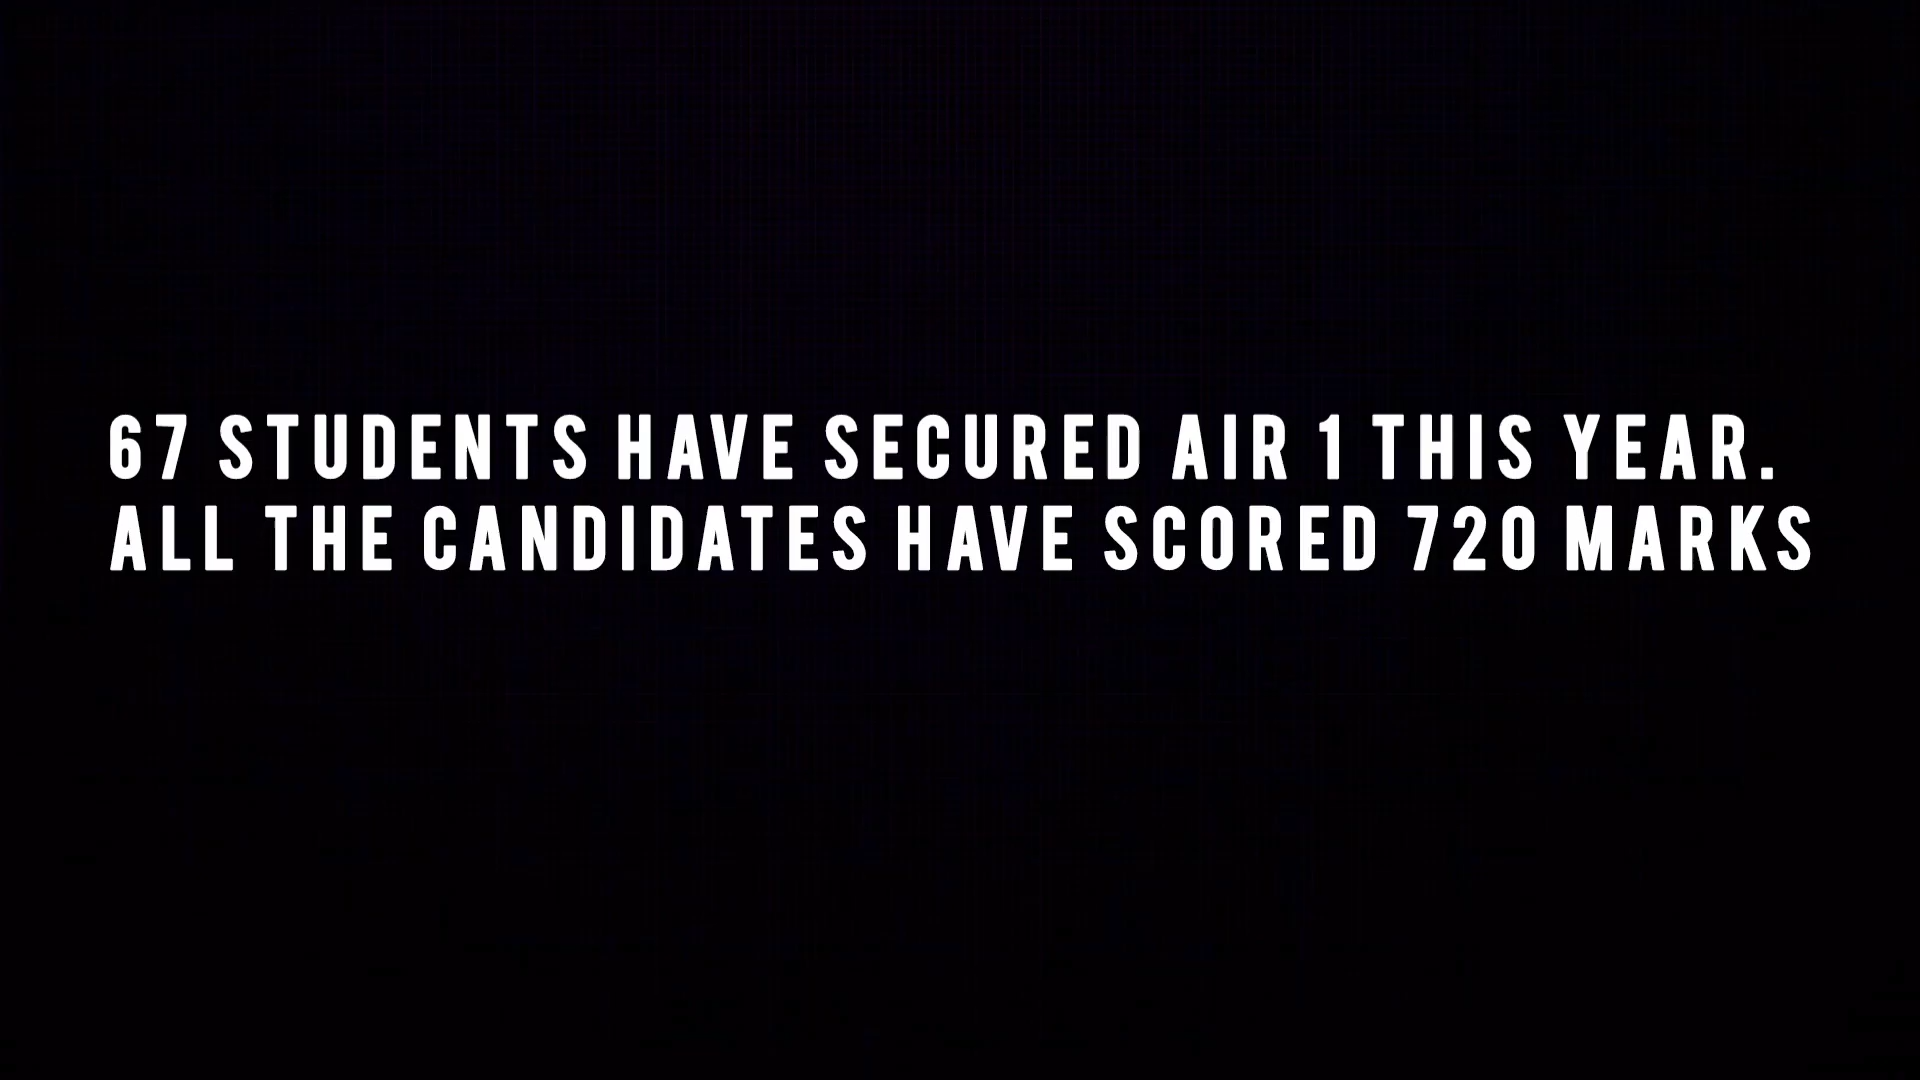 67 STUDENTS HAVE SECURED AIR 1 THIS YEAR.
ALL THE CANDIDATES HAVE SCORED 720 MARKS